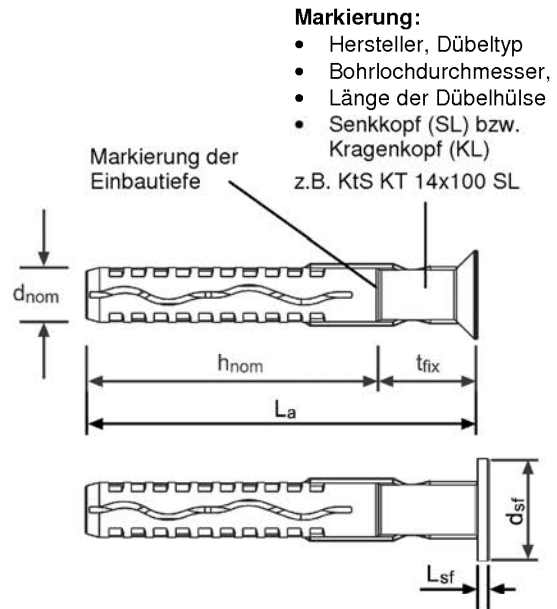 Markierung:
• Hersteller, Dübeltyp
• Bohrlochdurchmesser,
• Länge der Dübelhülse
• Senkkopf (SL) bzw.
Kragenkopf (KL)
z.B. KtS KT 14x100 SL
Markierung der
Einbautiefe
dnom
hnom
tfix
La
dsf
Lsf